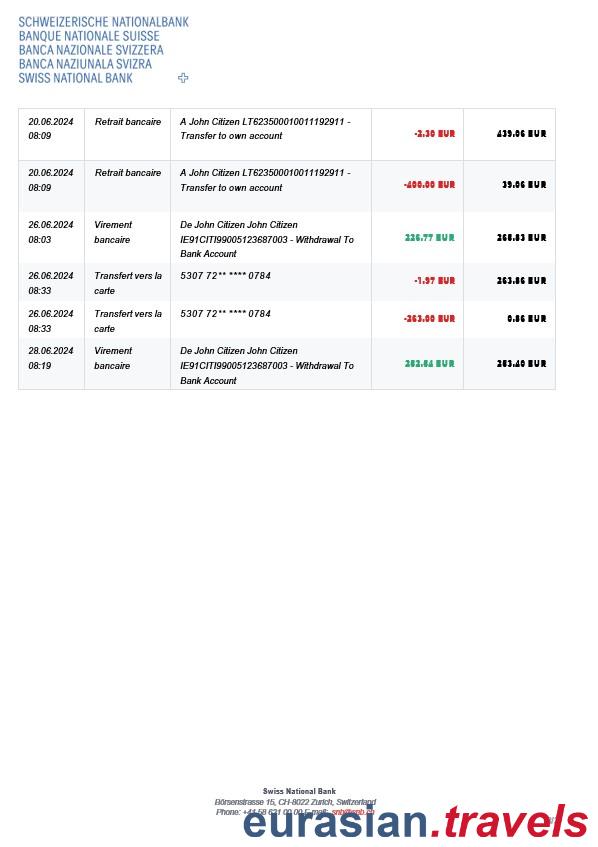 SCHWEIZERISCHE NATIONALBANK
BANQUE NATIONALE SUISSE
BANCA NAZIONALE SVIZZERA
BANCA NAZIUNALA SVIZRA
SWISS NATIONAL BANK
20.06.2024 Retrait bancaire A John Citizen LT623500010011192911 -
08:09 Transfer to own account -2.30 EUR 439.06 EUR
20.06.2024 Retrait bancaire A John Citizen LT623500010011192911 -
08:09 Transfer to own account -400.00 EUR 39.06 EUR
26.06.2024 Virement De John Citizen John Citizen
08:03 bancaire IE91CITI99005123687003 - Withdrawal To 226.77 EUR 265.83 EUR
Bank Account
26.06.2024 Transfert vers la 5307 72** **** 0784 -1.97 EUR 263.86 EUR
08:33 carte
26.06.2024 Transfert vers la 5307 72** **** 0784 -263.00 EUR 0.86 EUR
08:33 carte
28.06.2024 Virement De John Citizen John Citizen
08:19 bancaire IE91CITI99005123687003 - Withdrawal To 252.54 EUR 253.40 EUR
Bank Account
Swiss National Bank
Börsenstrasse 15, CH-8022 Zurich, Switzerland
Phone: +41 58 631 00 00 E-mail: snb@snb.ch
eurasian.travels